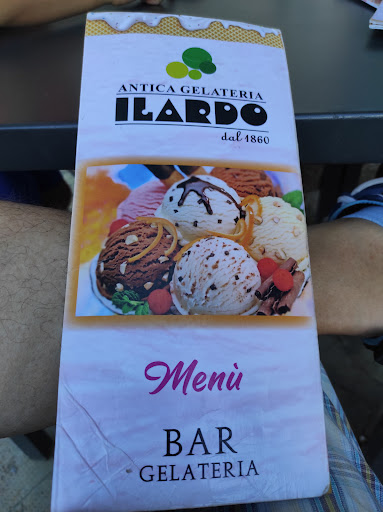 ANTICA GELATERIA
ILARDO
dal 1860
Menù
BAR
GELATERIA